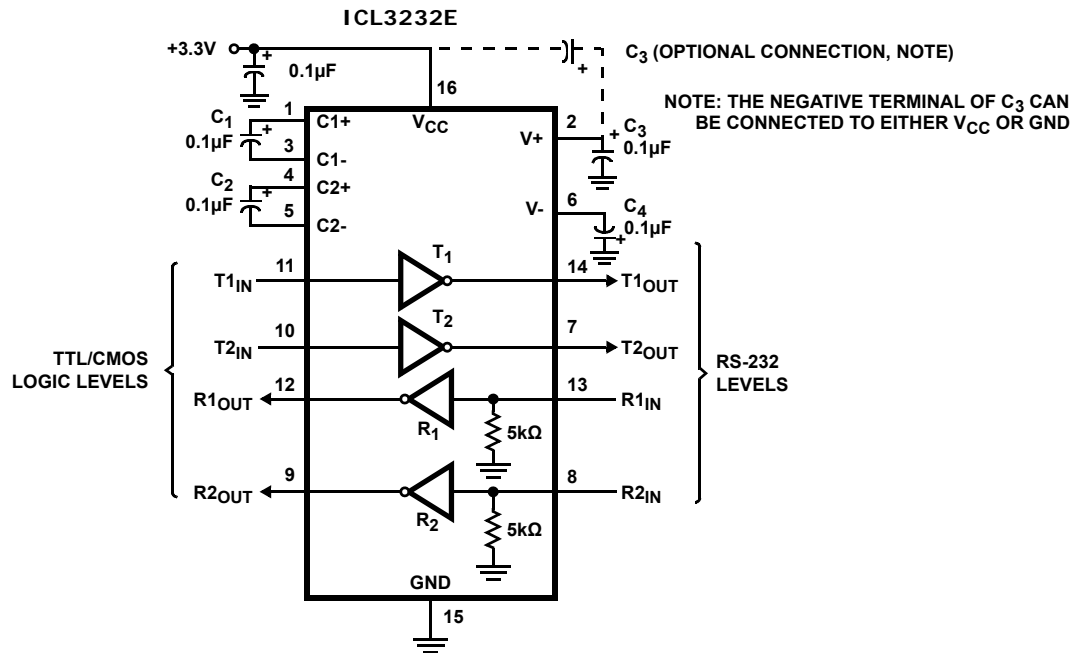 ICL3232E
+3.3V
+
0.1µF
+
C3 (OPTIONAL CONNECTION, NOTE)
NOTE: THE NEGATIVE TERMINAL OF C3 CAN
BE CONNECTED TO EITHER VCC OR GND
16
VCC
C1
0.1µF
+
1
C1+
3
C1-
C2
0.1µF
+
4
C2+
5
C2-
2
V+
+
C3
0.1µF
6
V-
C4
0.1µF
+
TTL/CMOS
LOGIC LEVELS
T1IN
11
T1
14
T1OUT
T2IN
10
T2
7
T2OUT
R1OUT
12
R1
5kΩ
13
R1IN
R2OUT
9
R2
5kΩ
8
R2IN
RS-232
LEVELS
GND
15